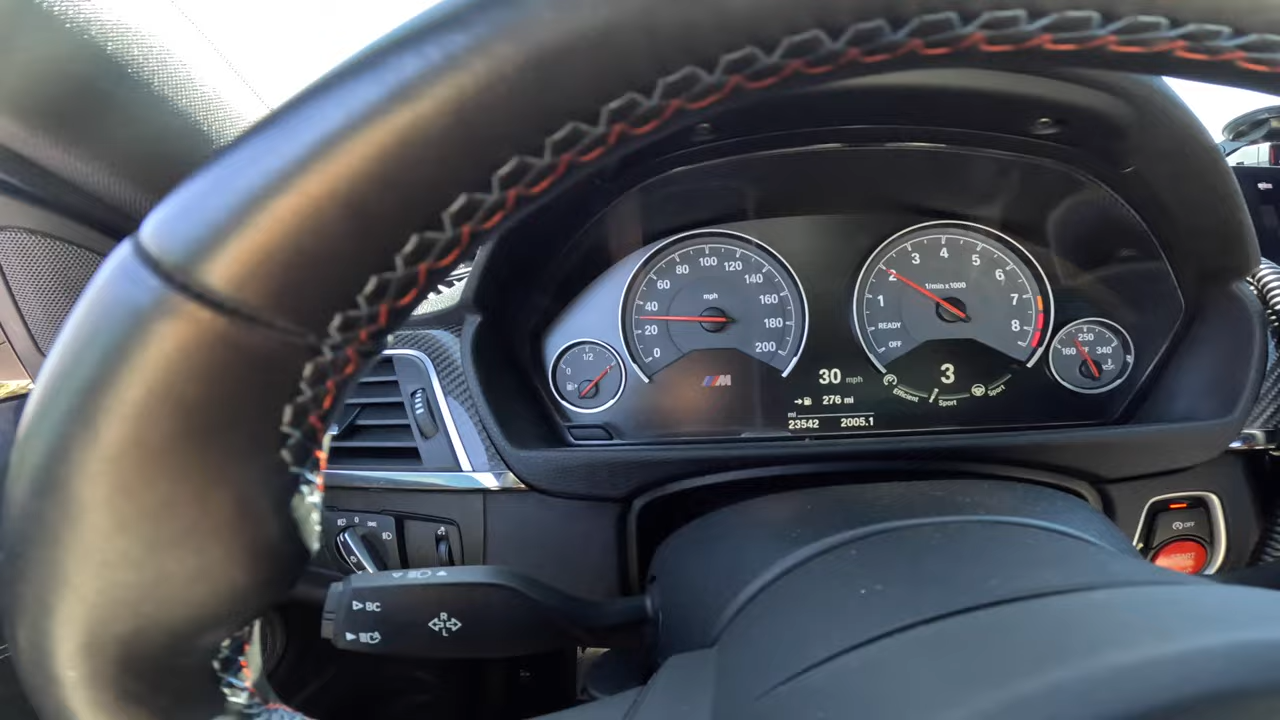 0
20
40
60
80
100
120
140
160
180
200
mph
1/2
0
M
OFF
READY
1
2
3
4
5
6
7
8
1/min x 1000
160
250
340
30 mph
276 mi
mi
23542 2005.1
3
Efficient
Sport
Sport
OFF
START
0
BC
R
L